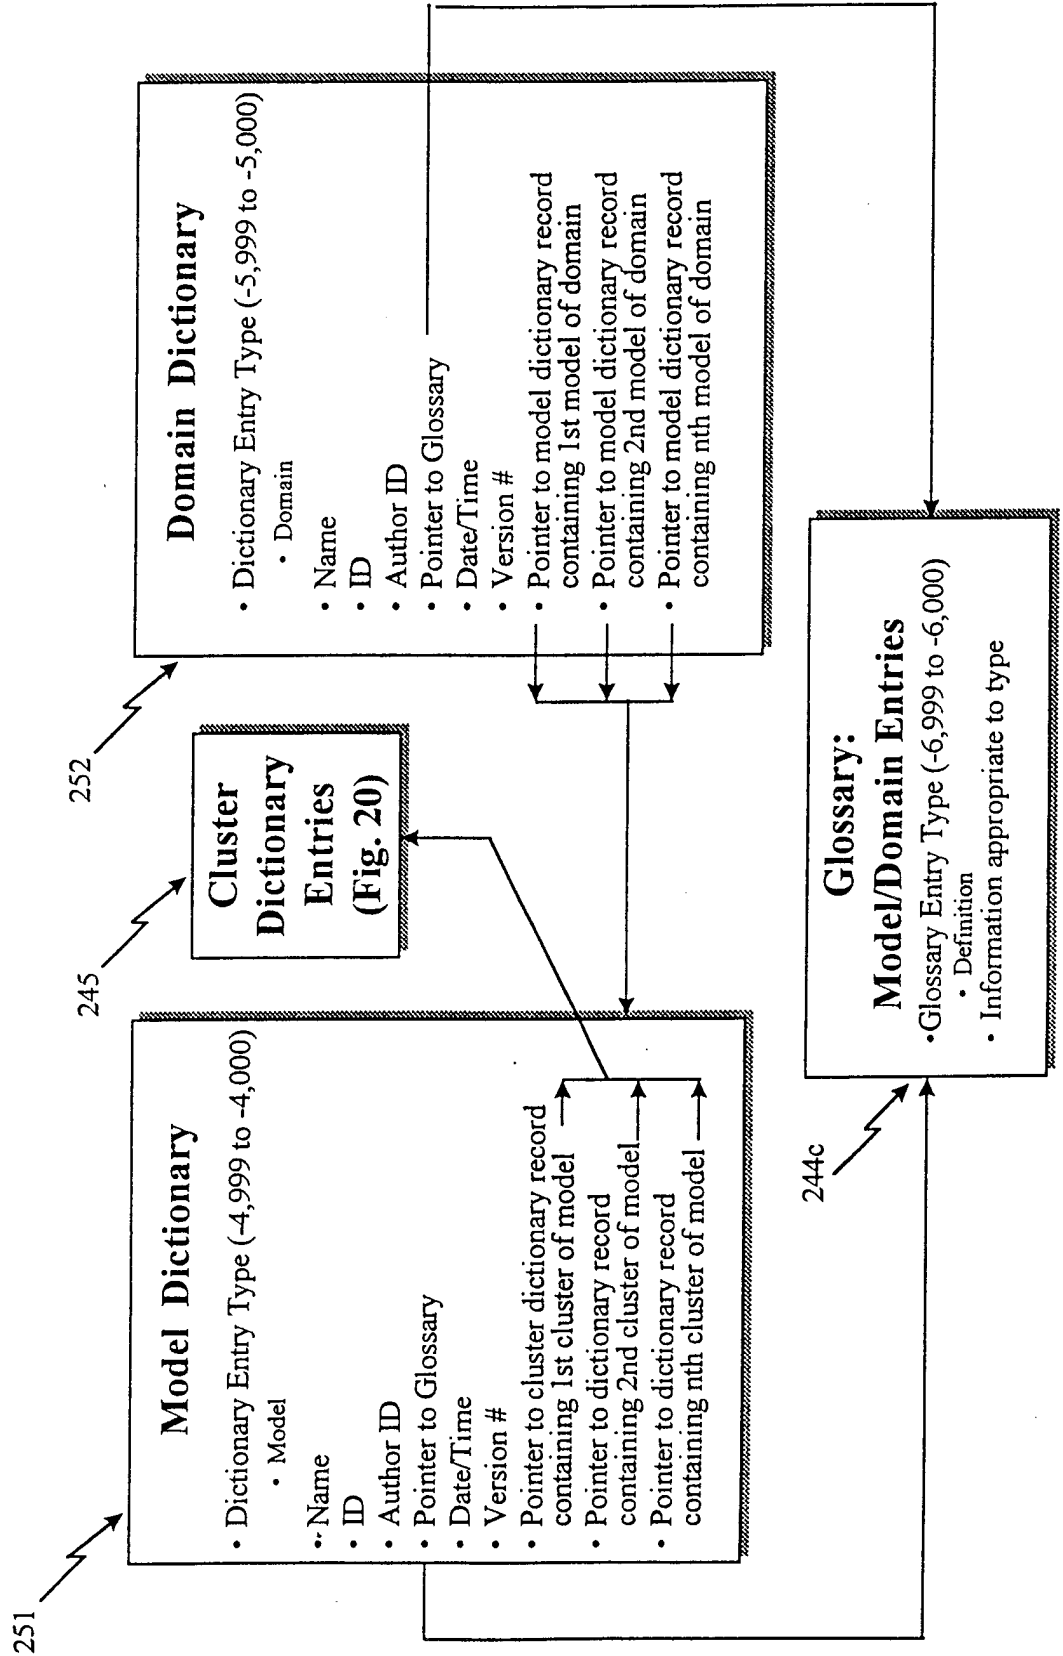 251
Model Dictionary
• Dictionary Entry Type (-4,999 to -4,000)
• Model
• Name
• ID
• Author ID
• Pointer to Glossary
• Date/Time
• Version #
• Pointer to cluster dictionary record
containing 1st cluster of model
• Pointer to dictionary record
containing 2nd cluster of model
• Pointer to dictionary record
containing nth cluster of model
245
Cluster
Dictionary
Entries
(Fig. 20)
252
Domain Dictionary
• Dictionary Entry Type (-5,999 to -5,000)
• Domain
• Name
• ID
• Author ID
• Pointer to Glossary
• Date/Time
• Version #
• Pointer to model dictionary record
containing 1st model of domain
• Pointer to model dictionary record
containing 2nd model of domain
• Pointer to model dictionary record
containing nth model of domain
244c
Glossary:
Model/Domain Entries
•Glossary Entry Type (-6,999 to -6,000)
• Definition
• Information appropriate to type